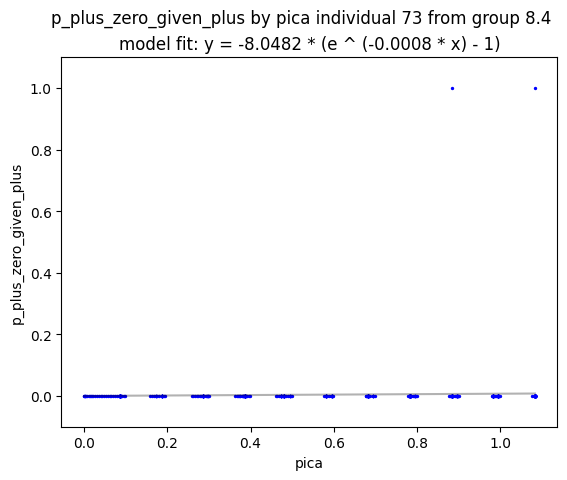 p_plus_zero_given_plus by pica individual 73 from group 8.4
model fit: y = -8.0482 * (e ^ (-0.0008 * x) - 1)
1.0
0.8
0.6
0.4
0.2
0.0
p_plus_zero_given_plus
0.0 0.2 0.4 0.6 0.8 1.0
pica